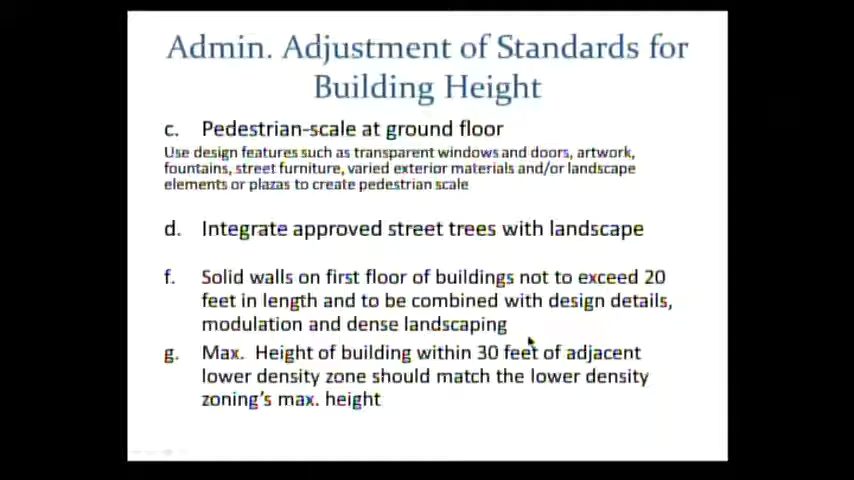 Admin. Adjustment of Standards for
Building Height
c. Pedestrian-scale at ground floor
Use design features such as transparent windows and doors, artwork,
fountains, street furniture, varied exterior materials and/or landscape
elements or plazas to create pedestrian scale
d. Integrate approved street trees with landscape
f. Solid walls on first floor of buildings not to exceed 20
feet in length and to be combined with design details,
modulation and dense landscaping
g. Max. Height of building within 30 feet of adjacent
lower density zone should match the lower density
zoning's max. height